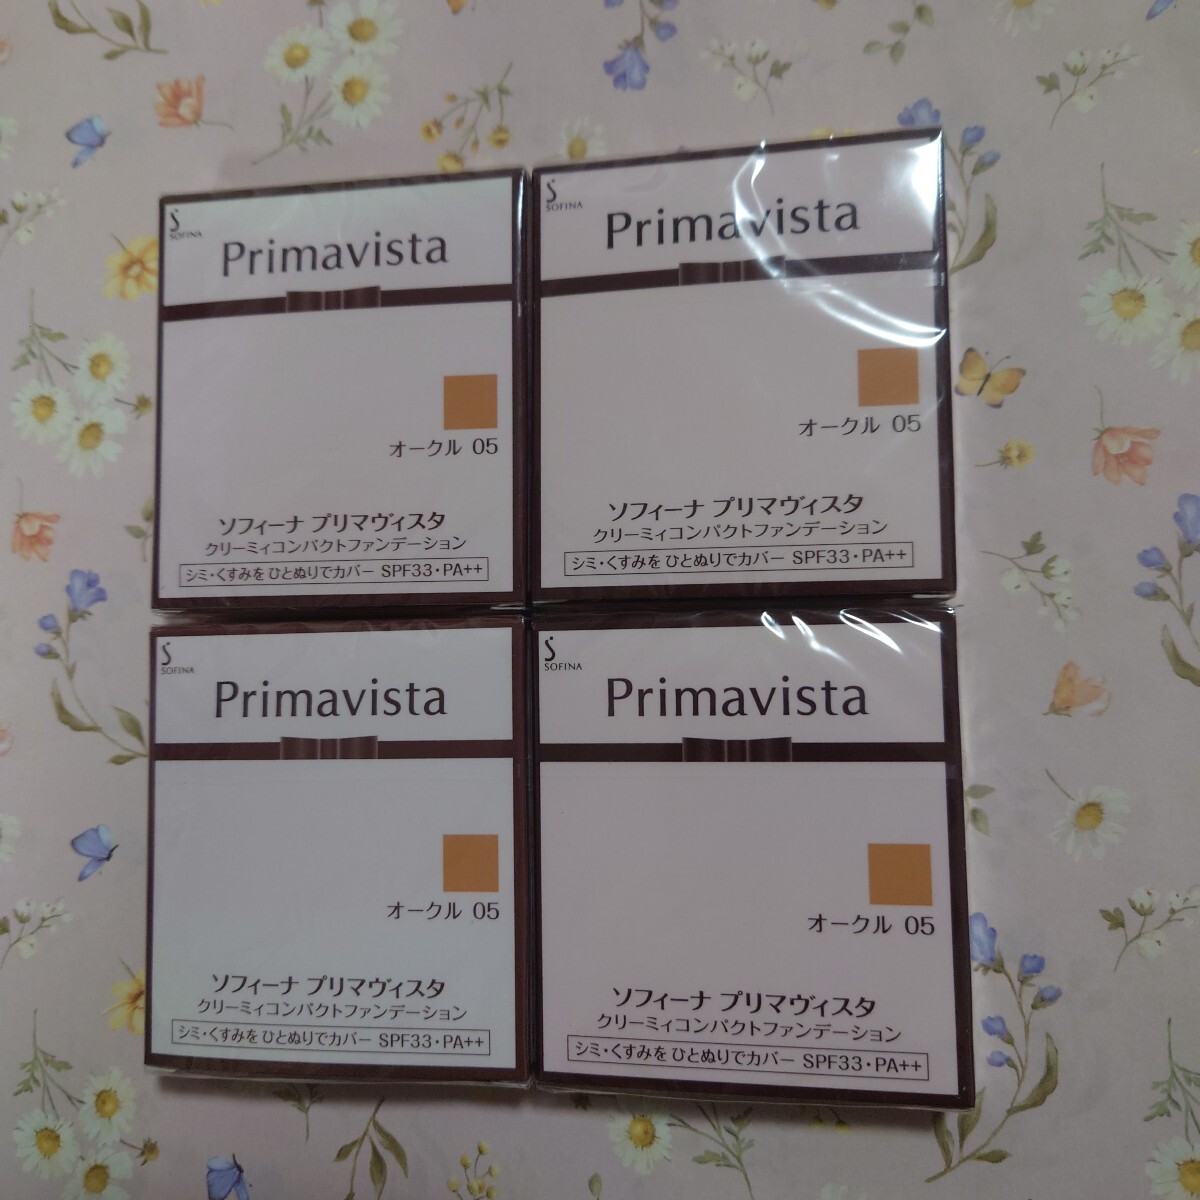 SOFINA
Primavista
オークル 05
ソフィーナ プリマヴィスタ
クリーミィコンパクトファンデーション
シミ・くすみを ひとぬりでカバー SPF33・PA++
SOFINA
Primavista
オークル 05
ソフィーナ プリマヴィスタ
クリーミィコンパクトファンデーション
シミ・くすみを ひとぬりでカバー SPF33・PA++
SOFINA
Primavista
オークル 05
ソフィーナ プリマヴィスタ
クリーミィコンパクトファンデーション
シミ・くすみを ひとぬりでカバー SPF33・PA++
SOFINA
Primavista
オークル 05
ソフィーナ プリマヴィスタ
クリーミィコンパクトファンデーション
シミ・くすみを ひとぬりでカバー SPF33・PA++